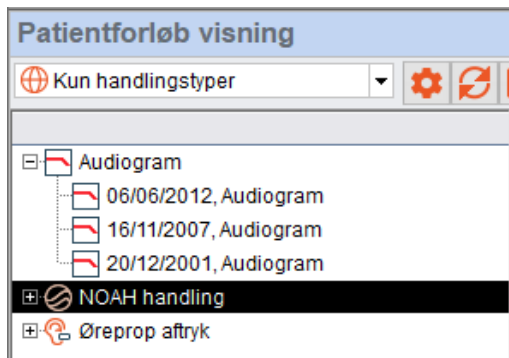 Patientforløb visning
Kun handlingstyper
Audiogram
06/06/2012, Audiogram
16/11/2007, Audiogram
20/12/2001, Audiogram
NOAH handling
Øreprop aftryk